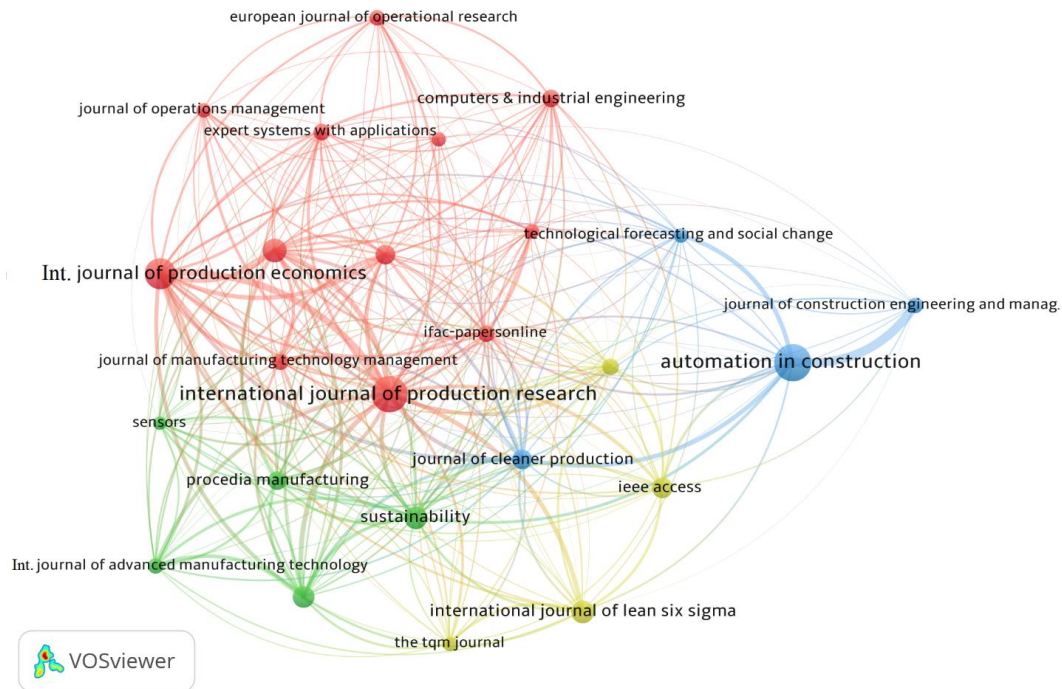 european journal of operational research
computers & industrial engineering
journal of operations management
expert systems with applications
technological forecasting and social change
Int. journal of production economics
journal of construction engineering and manag.
ifac-papersonline
journal of manufacturing technology management
automation in construction
international journal of production research
sensors
journal of cleaner production
procedia manufacturing
ieee access
sustainability
Int. journal of advanced manufacturing technology
international journal of lean six sigma
the tqm journal
VOSviewer